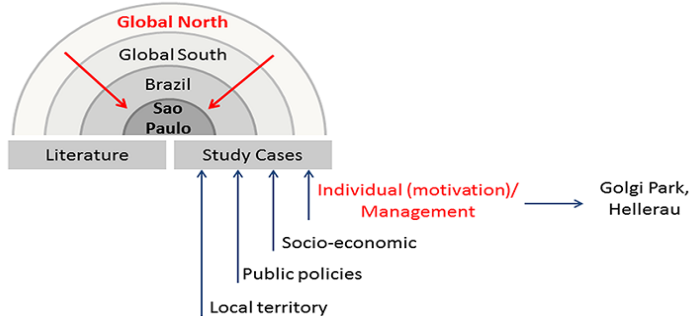 Global North
Global South
Brazil
Sao
Paulo
Literature
Study Cases
Individual (motivation)/
Management
Golgi Park,
Hellerau
Socio-economic
Public policies
Local territory